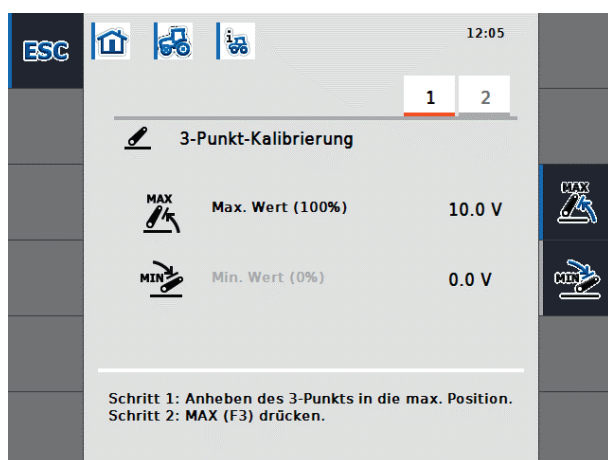 ESC
i
12:05
1 2
3-Punkt-Kalibrierung
MAX
Max. Wert (100%) 10.0 V
MAX
MIN
Min. Wert (0%) 0.0 V
MIN
Schritt 1: Anheben des 3-Punkts in die max. Position.
Schritt 2: MAX (F3) drücken.